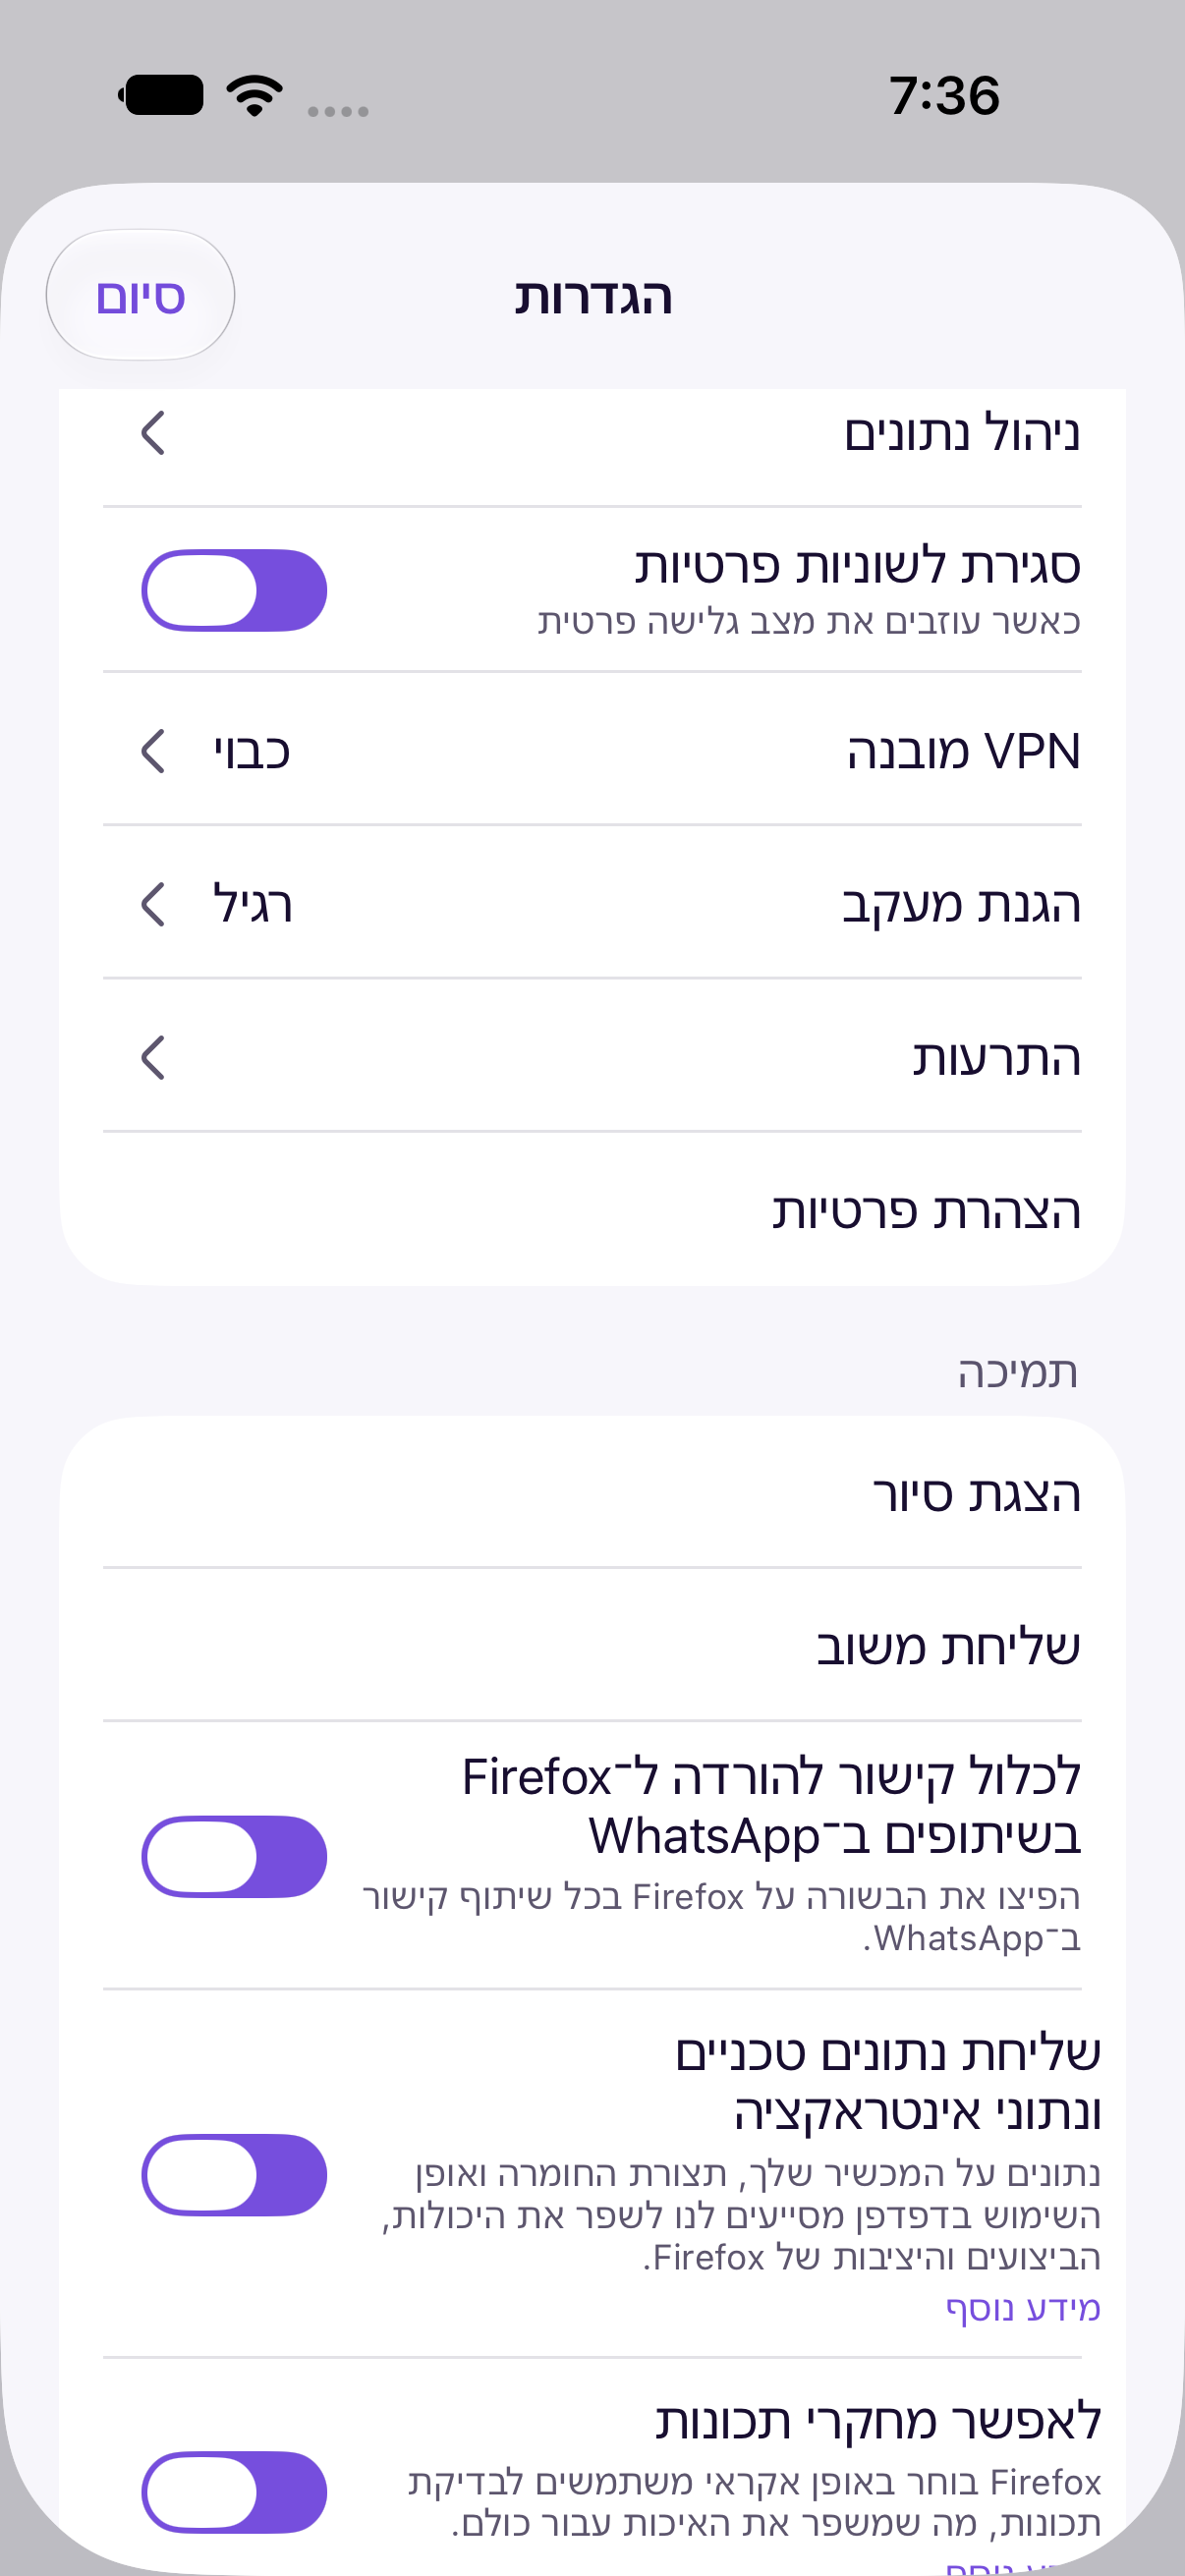 7:36
הגדרות
סיום
ניהול נתונים
סגירת לשוניות פרטיות
כאשר עוזבים את מצב גלישה פרטית
VPN מובנה
כבוי
הגנת מעקב
רגיל
התרעות
הצהרת פרטיות
תמיכה
הצגת סיור
שליחת משוב
לכלול קישור להורדה ל־Firefox
בשיתופים ב־WhatsApp
הפיצו את הבשורה על Firefox בכל שיתוף קישור
ב־WhatsApp.
שליחת נתונים טכניים
ונתוני אינטראקציה
נתונים על המכשיר שלך, תצורת החומרה ואופן
השימוש בדפדפן מסייעים לנו לשפר את היכולות,
הביצועים והיציבות של Firefox.
מידע נוסף
לאפשר מחקרי תכונות
Firefox בוחר באופן אקראי משתמשים לבדיקת
תכונות, מה שמשפר את האיכות עבור כולם.